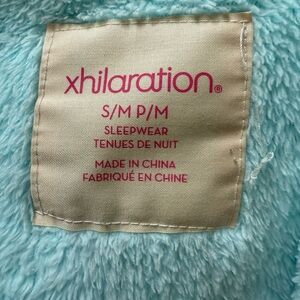 xhilaration®
S/M P/M
SLEEPWEAR
TENUES DE NUIT
MADE IN CHINA
FABRIQUÉ EN CHINE